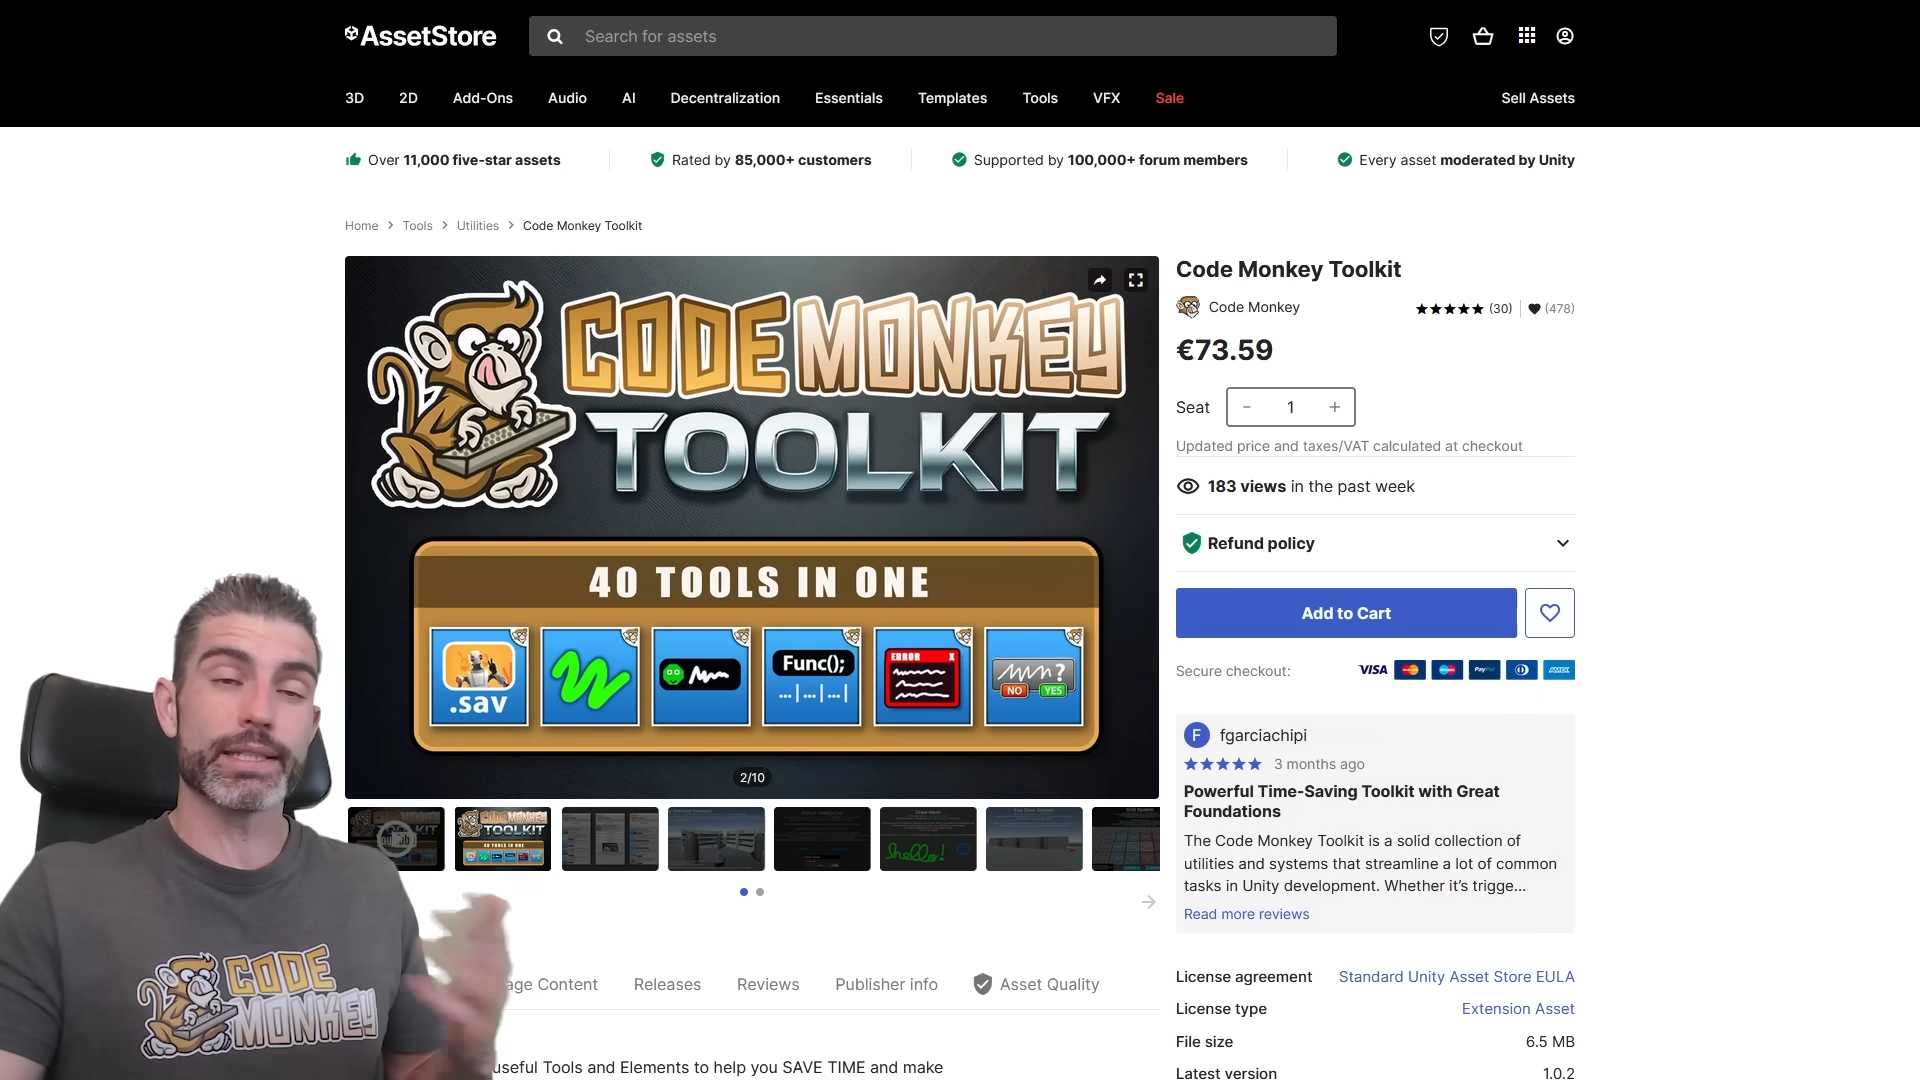 AssetStore
Search for assets
3D 2D Add-Ons Audio AI Decentralization Essentials Templates Tools VFX Sale Sell Assets
Over 11,000 five-star assets Rated by 85,000+ customers Supported by 100,000+ forum members Every asset moderated by Unity
Home > Tools > Utilities > Code Monkey Toolkit
CODE MONKEY
TOOLKIT
40 TOOLS IN ONE
.sav
Func();
...|...|...|
ERROR X
?
NO YES
2/10
CODE MONKEY
TOOLKIT
hello!
Code Monkey Toolkit
Code Monkey
(30) (478)
€73.59
Seat - 1 +
Updated price and taxes/VAT calculated at checkout
183 views in the past week
Refund policy
Add to Cart
Secure checkout: VISA PayPal AMEX
F fgarciachipi
3 months ago
Powerful Time-Saving Toolkit with Great
Foundations
The Code Monkey Toolkit is a solid collection of
utilities and systems that streamline a lot of common
tasks in Unity development. Whether it's trigge...
Read more reviews
age Content Releases Reviews Publisher info Asset Quality
License agreement Standard Unity Asset Store EULA
License type Extension Asset
File size 6.5 MB
Latest version 1.0.2
useful Tools and Elements to help you SAVE TIME and make
CODE
MONKEY